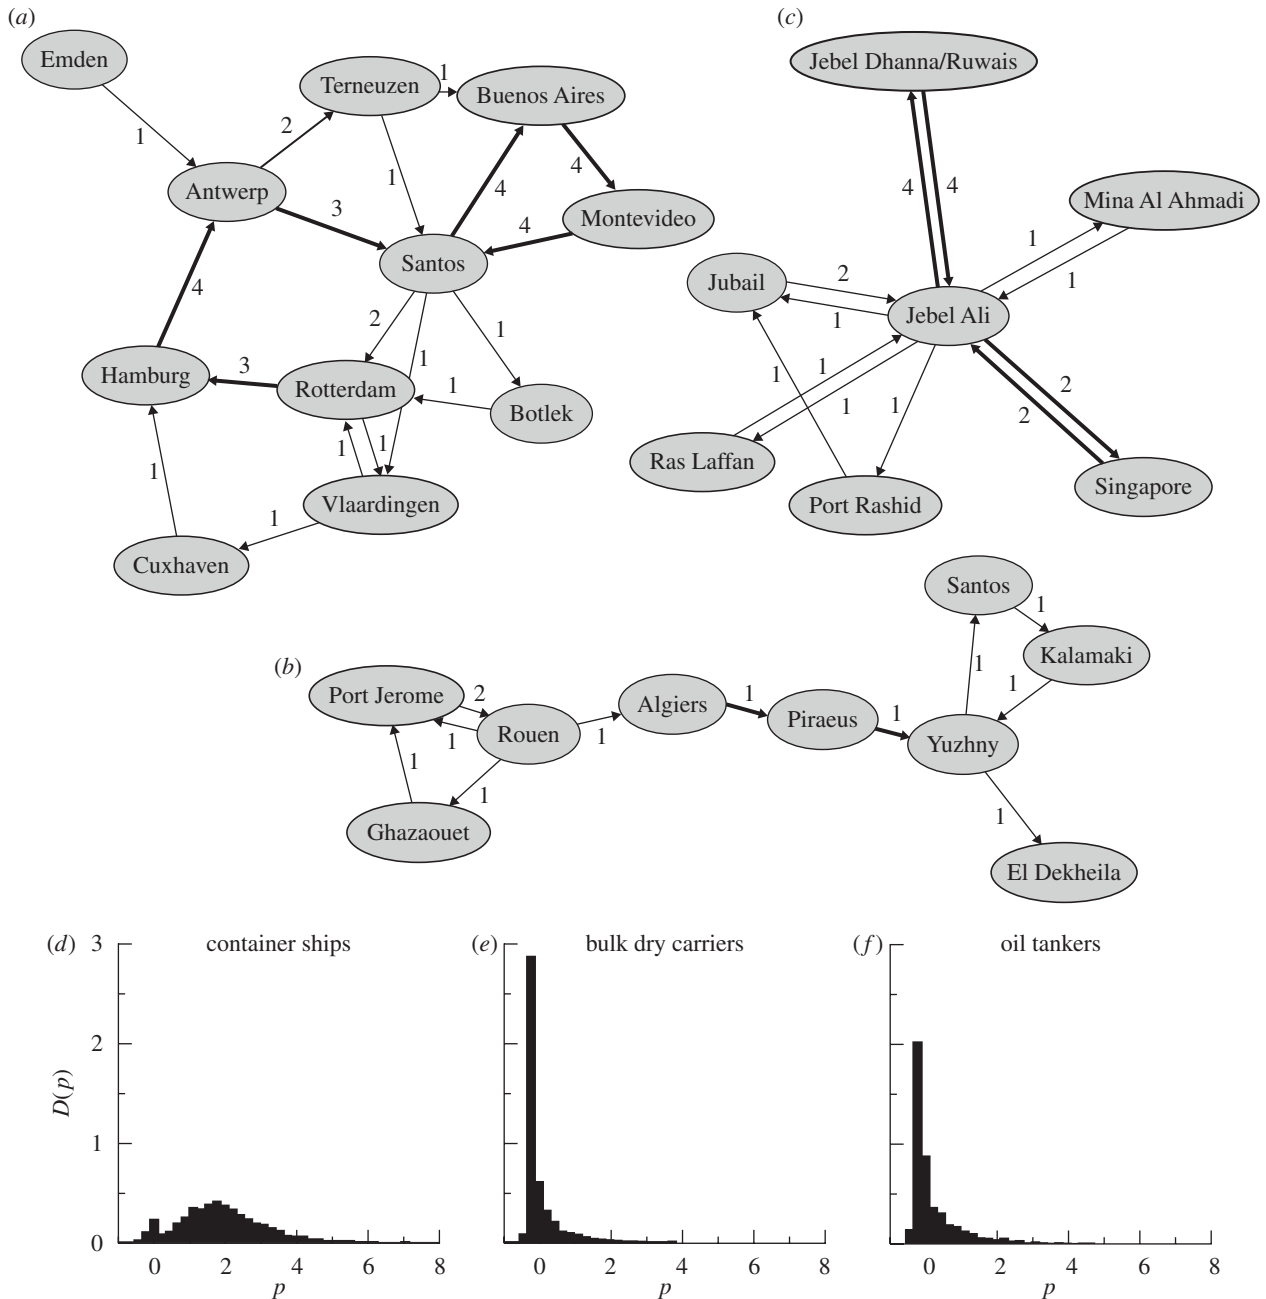 (a)
Emden
1
Antwerp
2
Terneuzen
1
Buenos Aires
1
3
4
4
Montevideo
4
Santos
4
2
1
1
Hamburg
3
Rotterdam
1
Botlek
1
1
1
Vlaardingen
1
Cuxhaven
(c)
Jebel Dhanna/Ruwais
4
4
Mina Al Ahmadi
1
1
Jubail
2
1
Jebel Ali
1
1
1
1
2
2
Ras Laffan
Port Rashid
Singapore
(b)
Port Jerome
2
1
Rouen
1
1
1
Ghazaouet
Algiers
1
Piraeus
1
Yuzhny
1
Santos
1
Kalamaki
1
1
El Dekheila
(d)
container ships
D(p)
3
2
1
0
0 2 4 6 8
p
(e)
bulk dry carriers
0 2 4 6 8
p
(f)
oil tankers
0 2 4 6 8
p